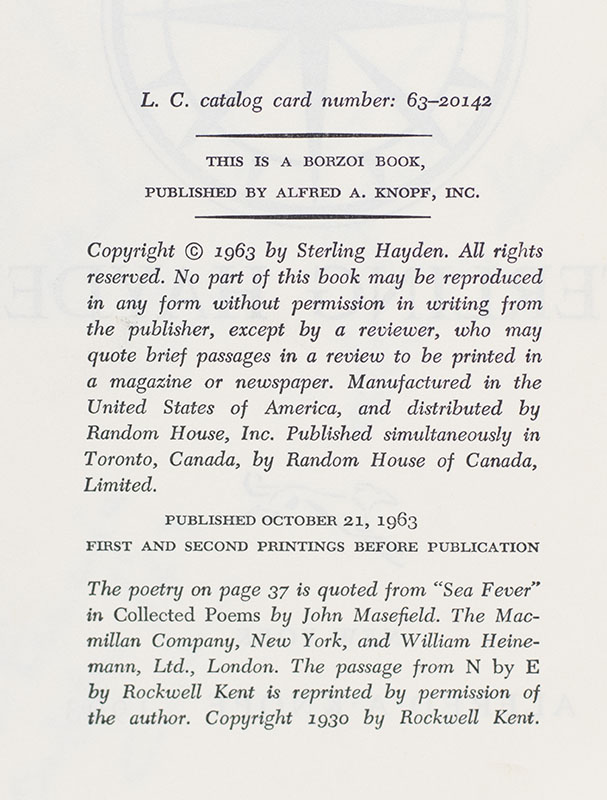 L. C. catalog card number: 63–20142
THIS IS A BORZOI BOOK,
PUBLISHED BY ALFRED A. KNOPF, INC.
Copyright © 1963 by Sterling Hayden. All rights
reserved. No part of this book may be reproduced
in any form without permission in writing from
the publisher, except by a reviewer, who may
quote brief passages in a review to be printed in
a magazine or newspaper. Manufactured in the
United States of America, and distributed by
Random House, Inc. Published simultaneously in
Toronto, Canada, by Random House of Canada,
Limited.
PUBLISHED OCTOBER 21, 1963
FIRST AND SECOND PRINTINGS BEFORE PUBLICATION
The poetry on page 37 is quoted from "Sea Fever"
in Collected Poems by John Masefield. The Mac-
millan Company, New York, and William Heine-
mann, Ltd., London. The passage from N by E
by Rockwell Kent is reprinted by permission of
the author. Copyright 1930 by Rockwell Kent.